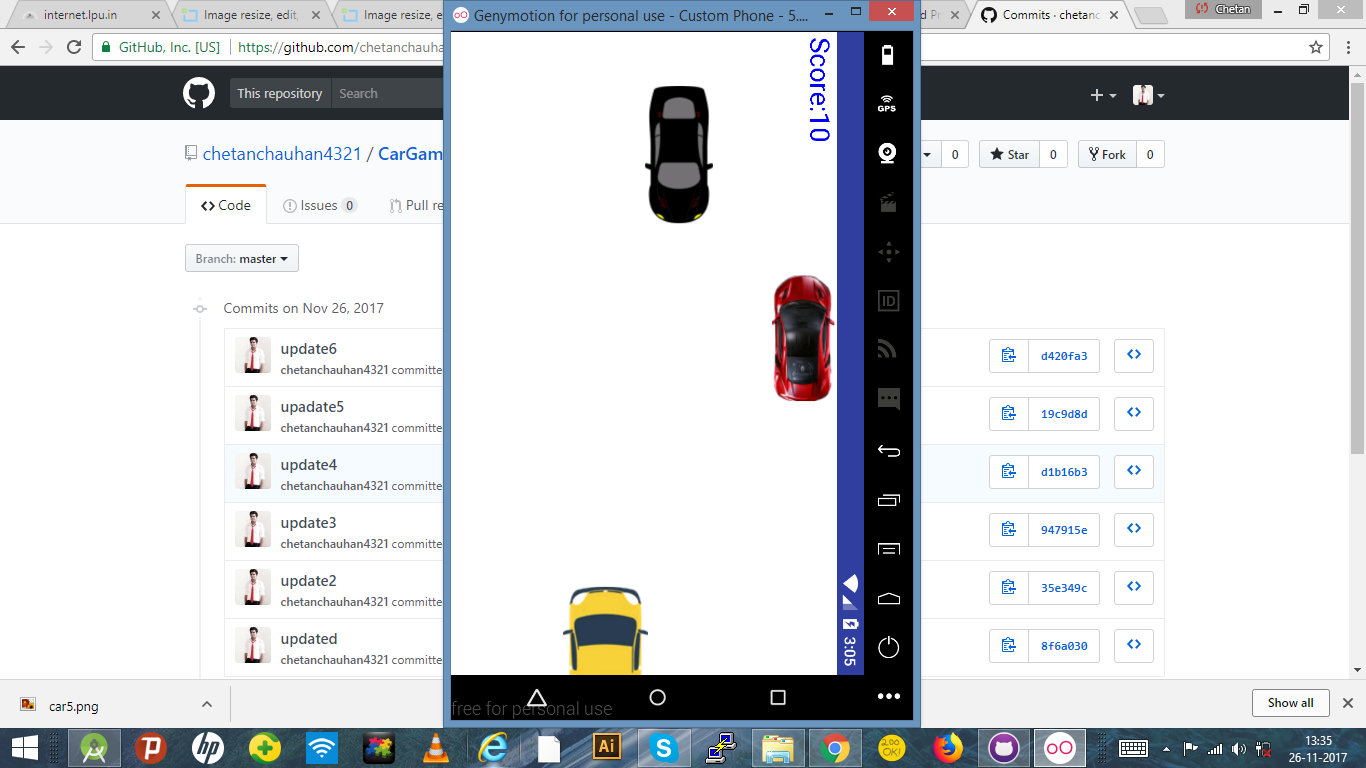 internet.lpu.in
Image resize, edit,
Image resize, e
Genymotion for personal use - Custom Phone - 5....
d Pr
Commits · chetanc
Chetan
GitHub, Inc. [US]
https://github.com/chetanchauha
This repository
Search
chetanchauhan4321 / CarGam
0
Star
0
Fork
0
Code
Issues 0
Pull re
Branch: master
Commits on Nov 26, 2017
update6
chetanchauhan4321 committe
d420fa3
upadate5
chetanchauhan4321 committe
19c9d8d
update4
chetanchauhan4321 committe
d1b16b3
update3
chetanchauhan4321 committe
947915e
update2
chetanchauhan4321 committe
35e349c
updated
chetanchauhan4321 committe
8f6a030
Score:10
3:05
GPS
ID
free for personal use
car5.png
Show all
hp
Ai
200 OK!
13:35
26-11-2017